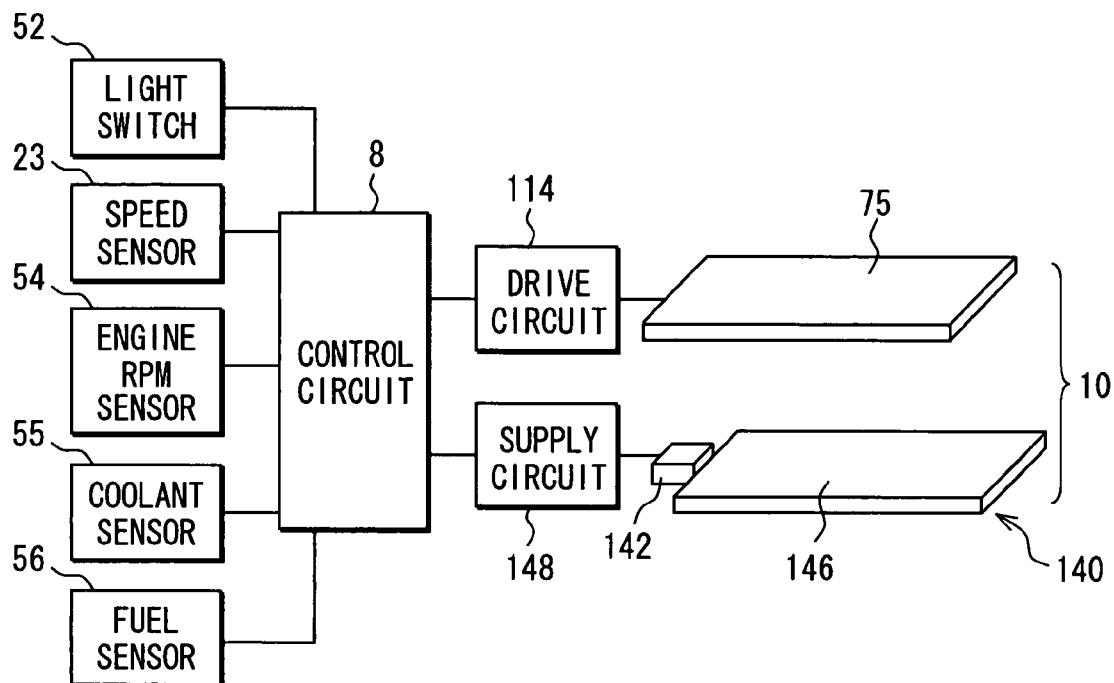 52
LIGHT
SWITCH
23
SPEED
SENSOR
54
ENGINE
RPM
SENSOR
55
COOLANT
SENSOR
56
FUEL
SENSOR
8
CONTROL
CIRCUIT
114
DRIVE
CIRCUIT
SUPPLY
CIRCUIT
148
75
142
146
140
10